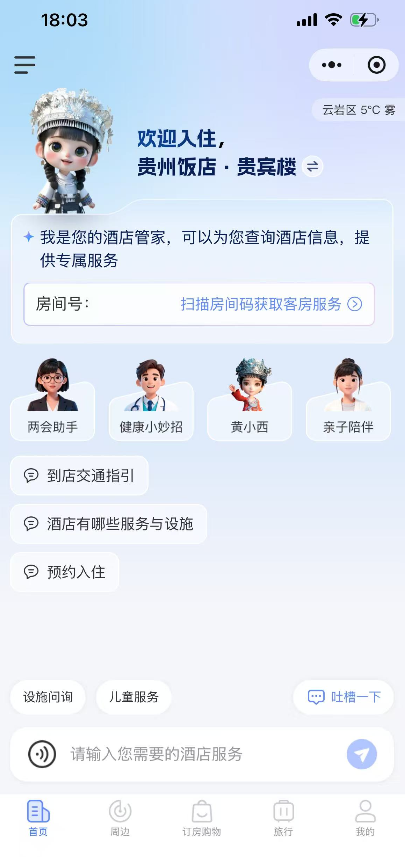 18:03
云岩区 5°C 雾
欢迎入住，
贵州饭店·贵宾楼
我是您的酒店管家，可以为您查询酒店信息，提
供专属服务
房间号：
扫描房间码获取客房服务
两会助手
健康小妙招
黄小西
亲子陪伴
到店交通指引
酒店有哪些服务与设施
预约入住
设施问询
儿童服务
吐槽一下
请输入您需要的酒店服务
首页
周边
订房购物
旅行
我的